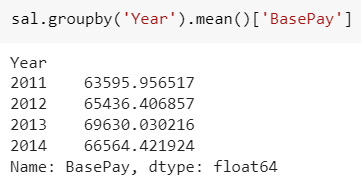 sal.groupby('Year').mean()['BasePay']
Year
2011    63595.956517
2012    65436.406857
2013    69630.030216
2014    66564.421924
Name: BasePay, dtype: float64